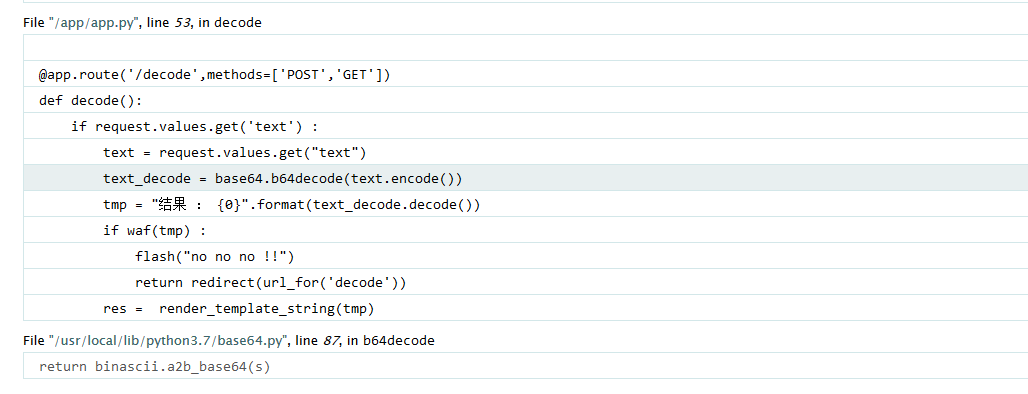 File "/app/app.py", line 53, in decode
@app.route('/decode',methods=['POST','GET'])
def decode():
    if request.values.get('text') :
        text = request.values.get("text")
        text_decode = base64.b64decode(text.encode())
        tmp = "结果 ： {0}".format(text_decode.decode())
        if waf(tmp) :
            flash("no no no !!")
            return redirect(url_for('decode'))
        res =  render_template_string(tmp)
File "/usr/local/lib/python3.7/base64.py", line 87, in b64decode
return binascii.a2b_base64(s)